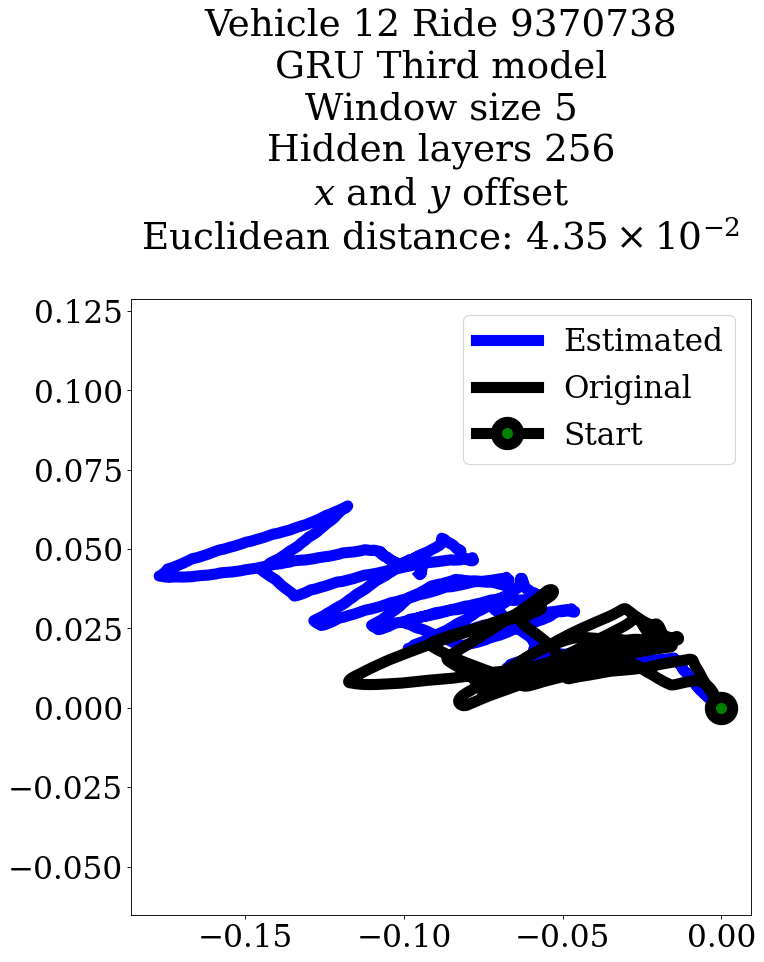 Vehicle 12 Ride 9370738
GRU Third model
Window size 5
Hidden layers 256
x and y offset
Euclidean distance: 4.35 × 10⁻²
Estimated
Original
Start
0.125
0.100
0.075
0.050
0.025
0.000
−0.025
−0.050
−0.15 −0.10 −0.05 0.00